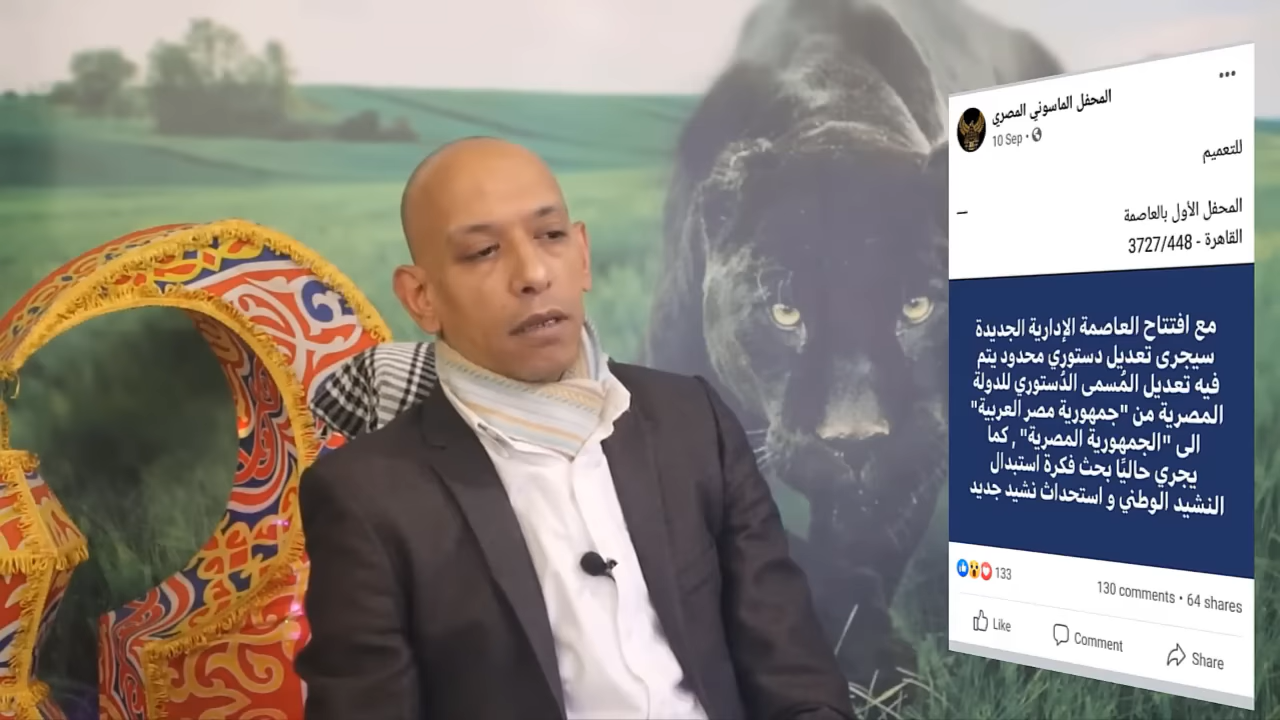 المحفل الماسوني المصري
10 Sep
للتعميم
المحفل الأول بالعاصمة
القاهرة - 3727/448
مع افتتاح العاصمة الإدارية الجديدة
سيجرى تعديل دستوري محدود يتم
فيه تعديل المُسمى الدُستوري للدولة
المصرية من "جمهورية مصر العربية"
الى "الجمهورية المصرية" , كما
يجري حاليًا بحث فكرة استبدال
النشيد الوطني و استحداث نشيد جديد
133
130 comments • 64 shares
Like Comment Share